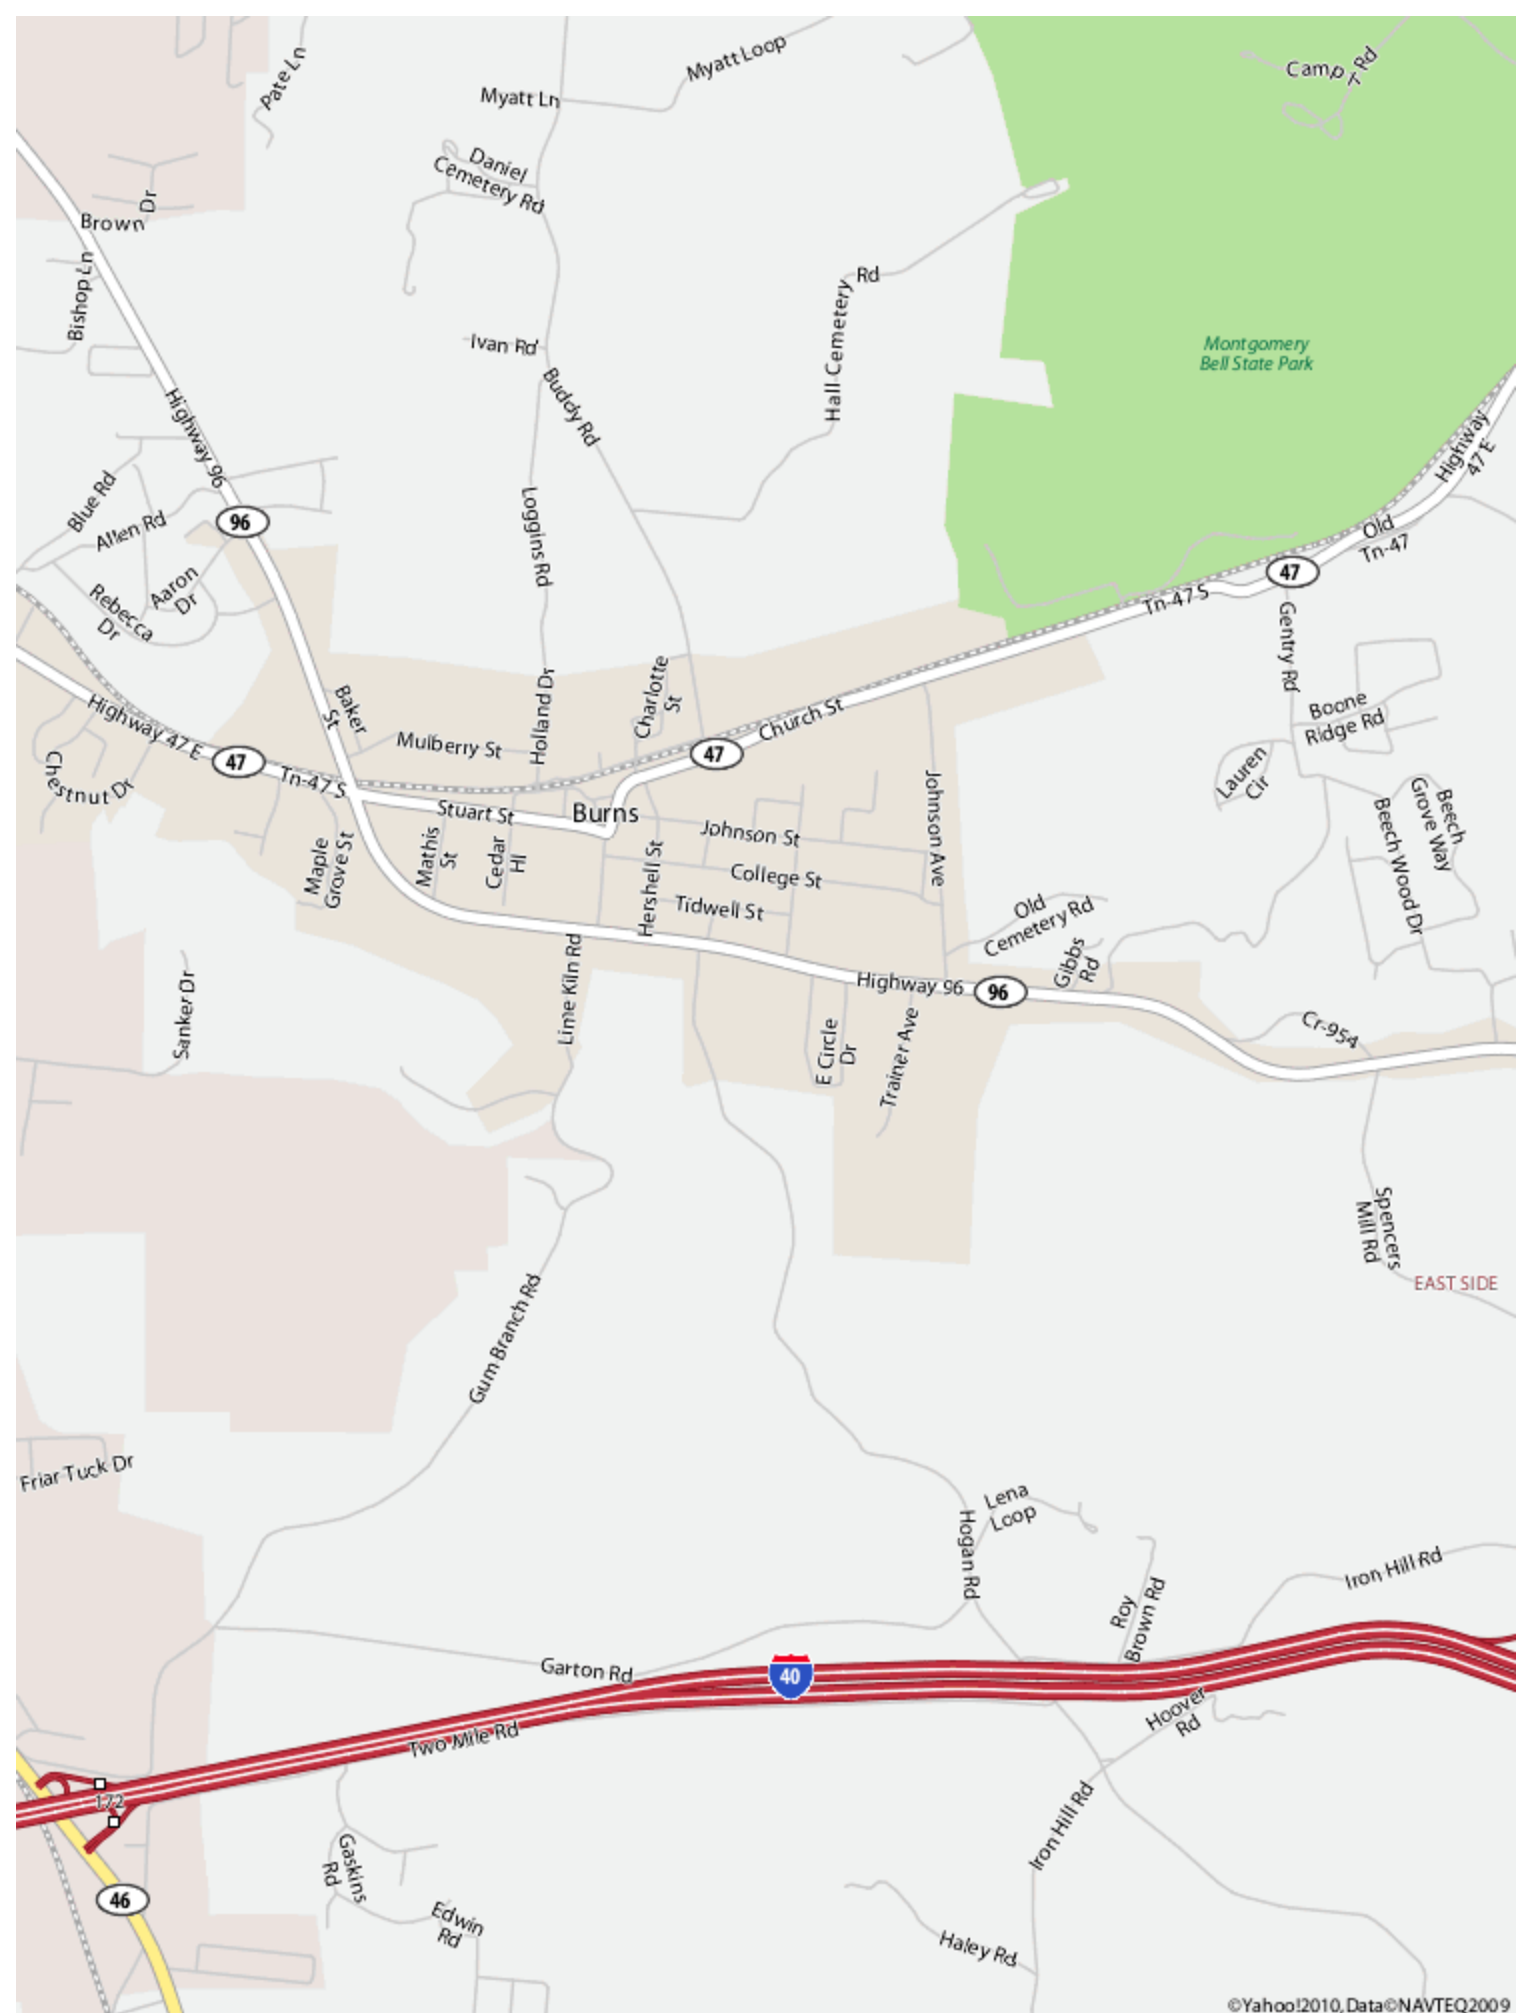 Pate Ln
Myatt Loop
Myatt Ln
Camp
7 Rd
Daniel
Cemetery Rd
Brown
Dr
Bishop Ln
Rd
Hall Cemetery
Ivan Rd
Buddy Rd
Montgomery
Bell State Park
Highway 96
Highway
47 E
Blue Rd
Allen Rd
96
Loggins Rd
Old
Tn-47
47
Aaron
Dr
Rebecca
Dr
Tn-47 S
Gentry Rd
Baker
St
Holland Dr
Charlotte
St
Boone
Ridge Rd
Highway 47 E
Mulberry St
Church St
47
47
Lauren
Cir
Chestnut Dr
Tn-47 S
Stuart St
Burns
Johnson St
Johnson Ave
Beech
Grove Way
Beech Wood Dr
Maple
Grove St
Mathis
St
Cedar
Hl
Hershell St
College St
Tidwell St
Old
Cemetery Rd
Gibbs
Rd
Sanker Dr
Lime Kiln Rd
Highway 96
96
E Circle
Dr
Trainer Ave
Cr-954
Spencers
Mill Rd
EAST SIDE
Gum Branch Rd
Friar Tuck Dr
Lena
Loop
Hogan Rd
Roy
Brown Rd
Iron Hill Rd
Garton Rd
40
Two Mile Rd
Hoover
Rd
172
Iron Hill Rd
Gaskins
Rd
46
Edwin
Rd
Haley Rd
©Yahoo!2010, Data©NAVTEQ2009